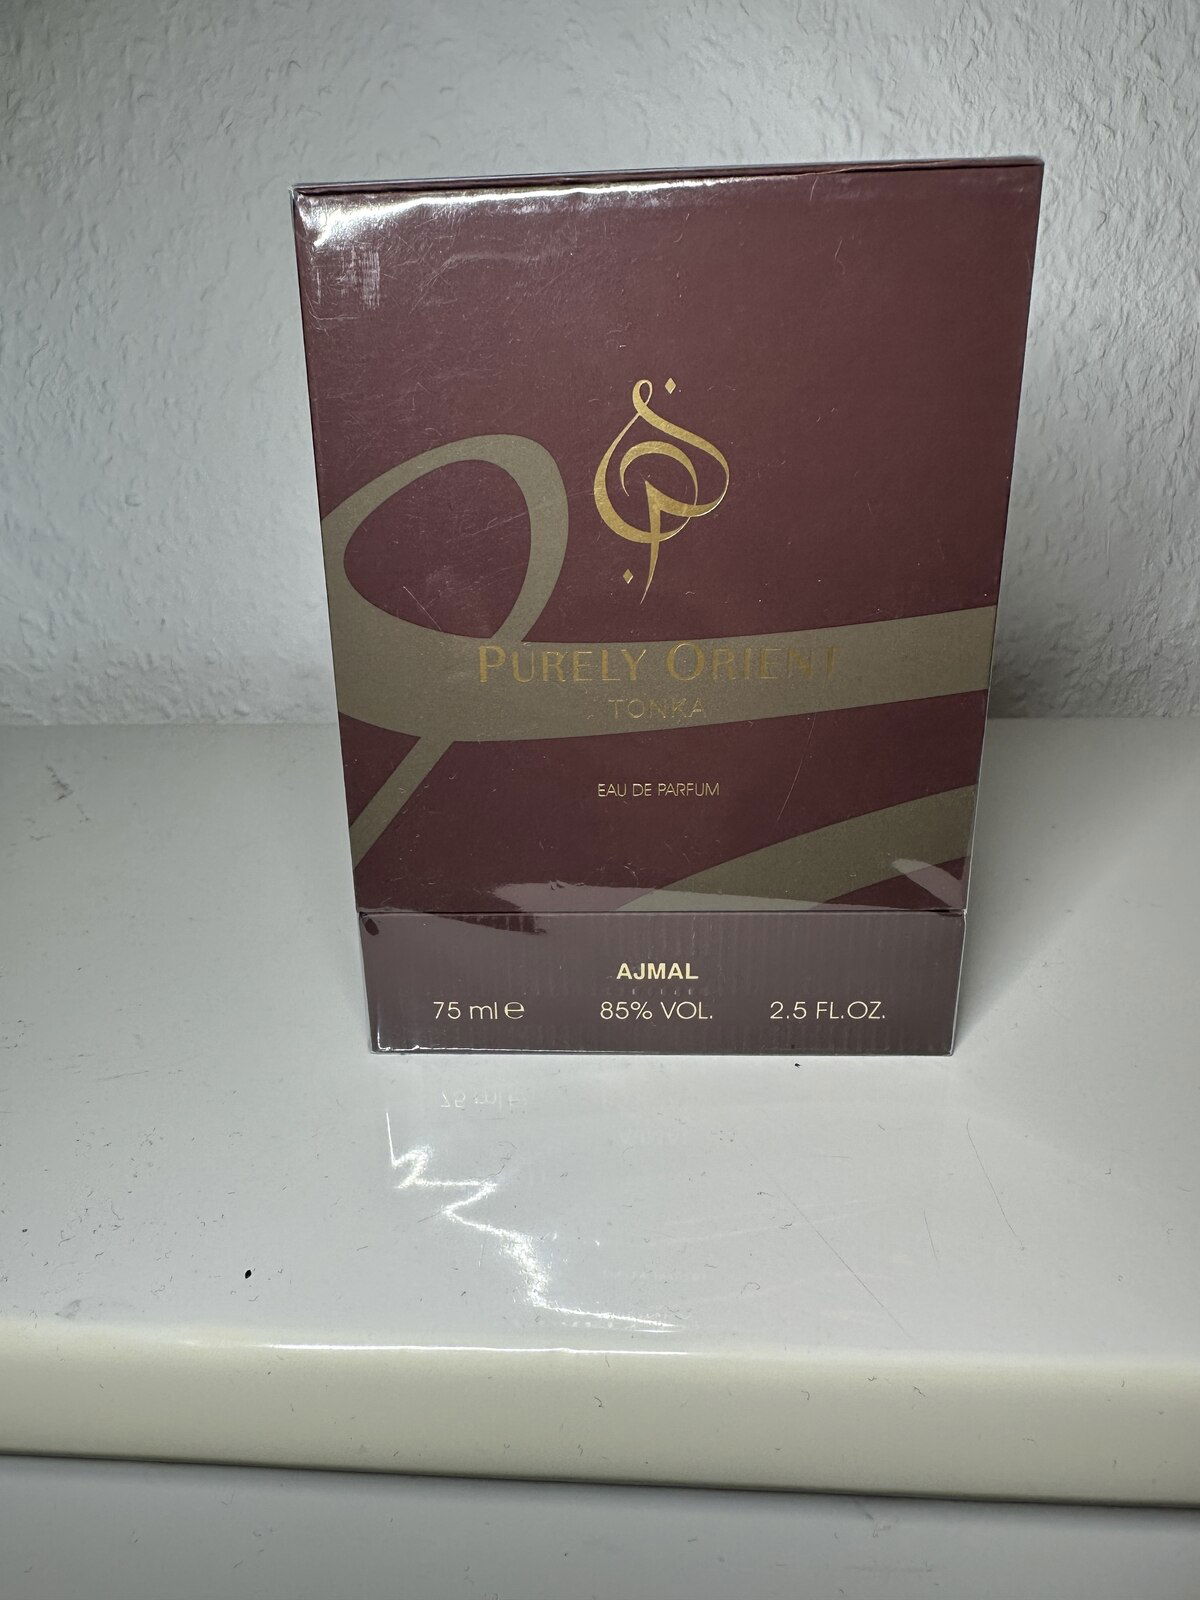 PURELY ORIENT
TONKA
EAU DE PARFUM
AJMAL
75 ml ℮ 85% VOL. 2.5 FL.OZ.